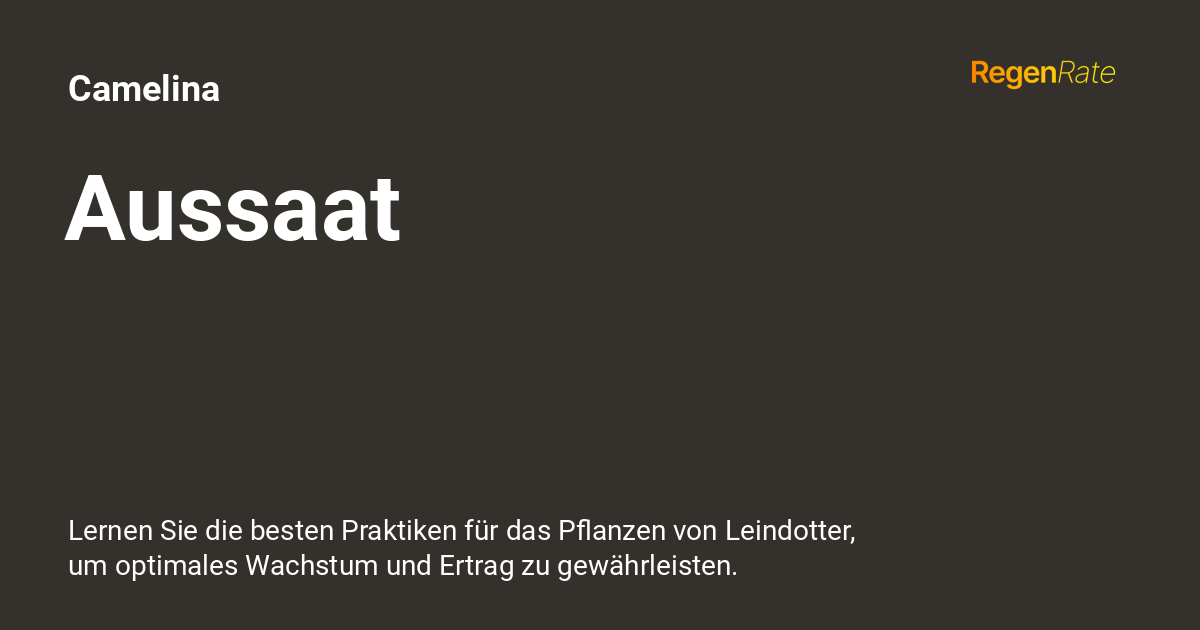 Camelina
RegenRate
Aussaat
Lernen Sie die besten Praktiken für das Pflanzen von Leindotter,
um optimales Wachstum und Ertrag zu gewährleisten.